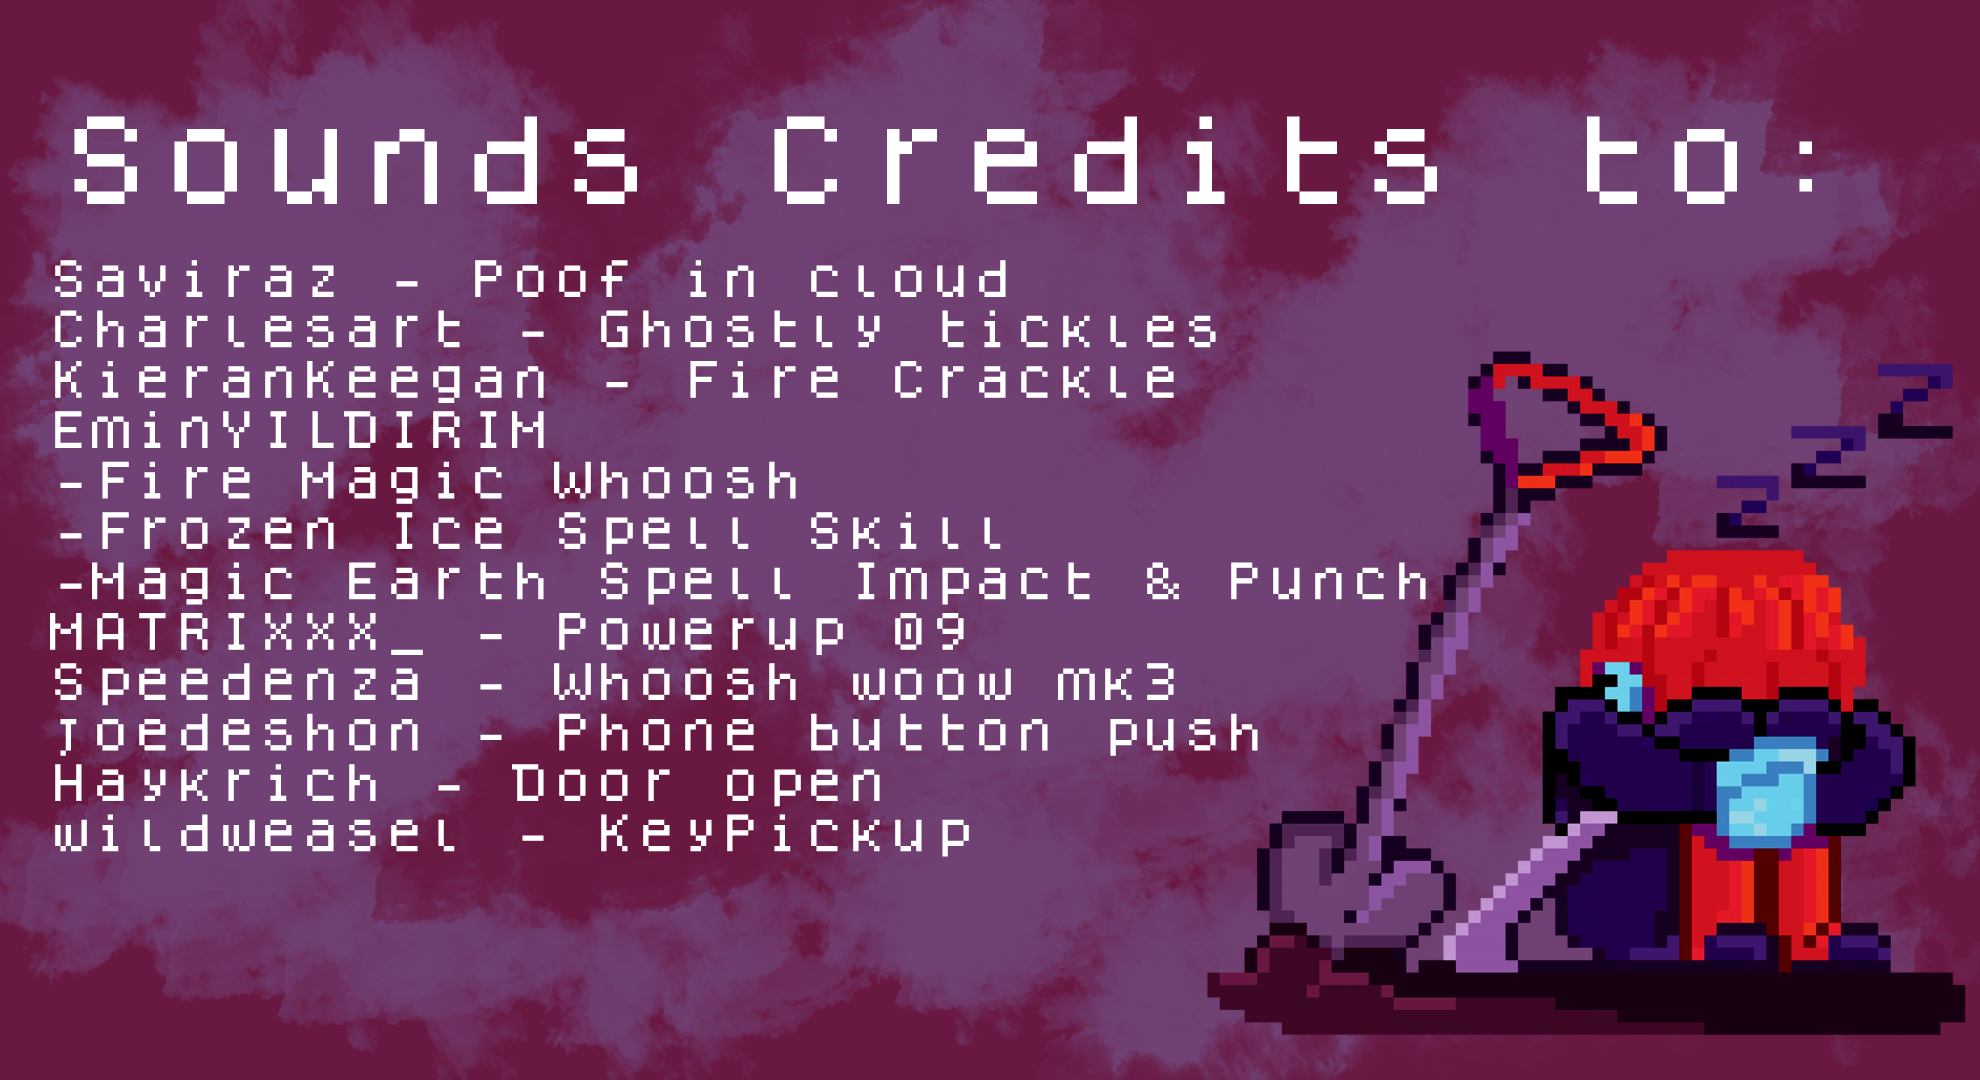 Sounds Credits to:
Saviraz - Poof in cloud
Charlesart - Ghostly tickles
KieranKeegan - Fire Crackle
EminYILDIRIM
-Fire Magic Whoosh
-Frozen Ice Spell Skill
-Magic Earth Spell Impact & Punch
MATRIXXX_ - Powerup 09
Speedenza - Whoosh woow mk3
joedeshon - Phone button push
Haykrich - Door open
wildweasel - KeyPickup
Z
Z
Z